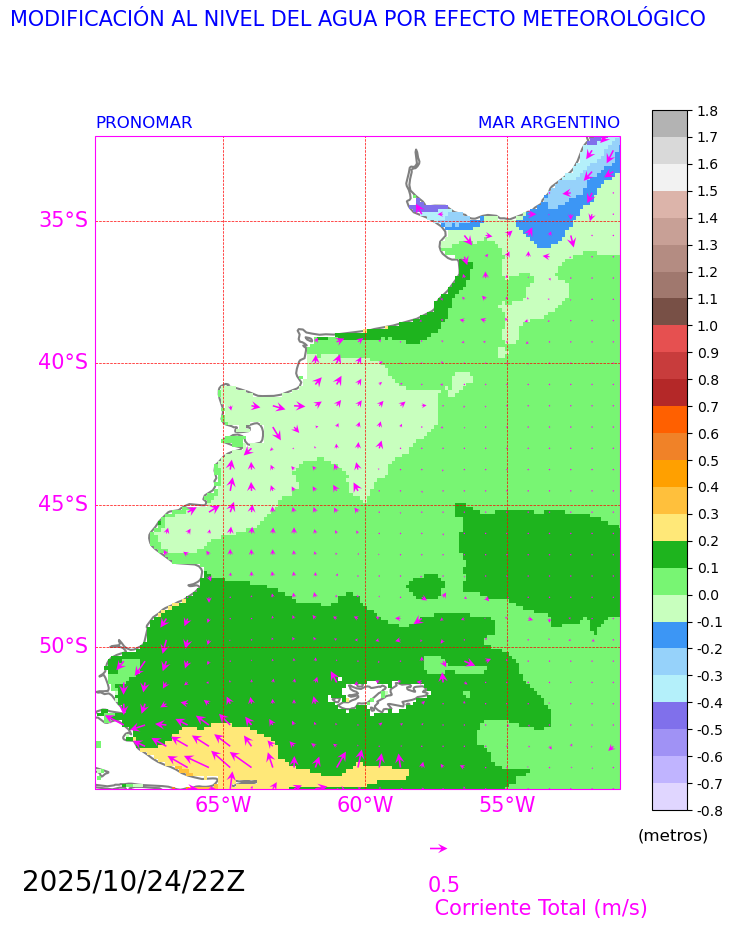 MODIFICACIÓN AL NIVEL DEL AGUA POR EFECTO METEOROLÓGICO
PRONOMAR MAR ARGENTINO
35°S
40°S
45°S
50°S
65°W 60°W 55°W
1.8
1.7
1.6
1.5
1.4
1.3
1.2
1.1
1.0
0.9
0.8
0.7
0.6
0.5
0.4
0.3
0.2
0.1
0.0
-0.1
-0.2
-0.3
-0.4
-0.5
-0.6
-0.7
-0.8
(metros)
2025/10/24/22Z
0.5
Corriente Total (m/s)